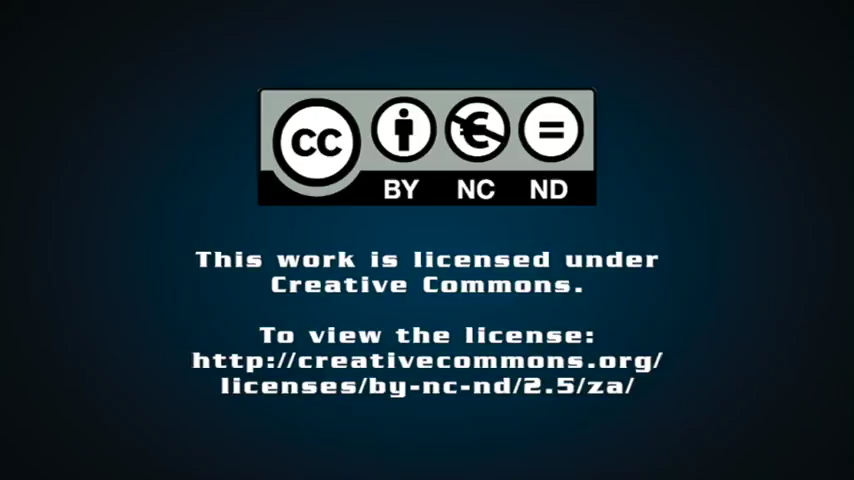 CC
BY NC ND
This work is licensed under
Creative Commons.
To view the license:
http://creativecommons.org/
licenses/by-nc-nd/2.5/za/